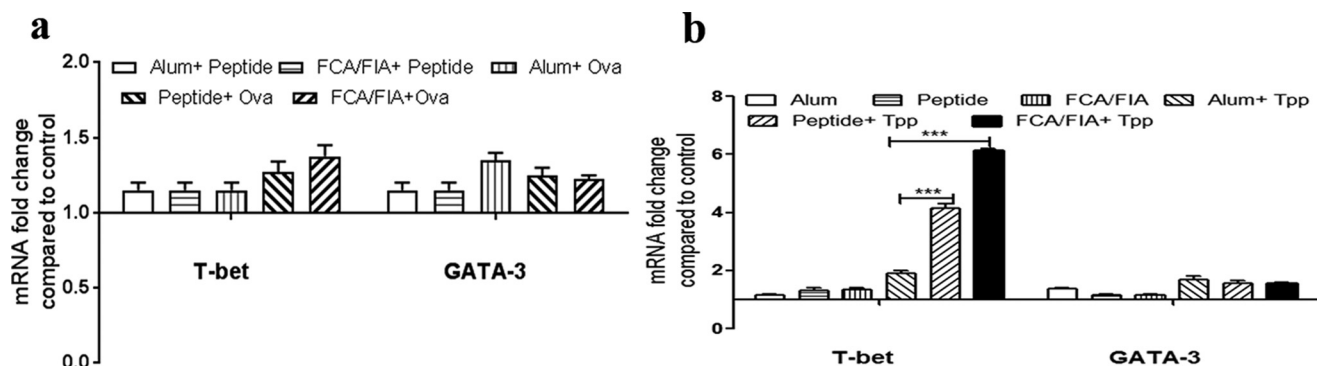 a
mRNA fold change
compared to control
2.0
1.5
1.0
0.5
0.0
Alum+ Peptide FCA/FIA+ Peptide Alum+ Ova
Peptide+ Ova FCA/FIA+Ova
T-bet GATA-3
b
mRNA fold change
compared to control
8
6
4
2
0
Alum Peptide FCA/FIA Alum+ Tpp
Peptide+ Tpp FCA/FIA+ Tpp
***
***
T-bet GATA-3